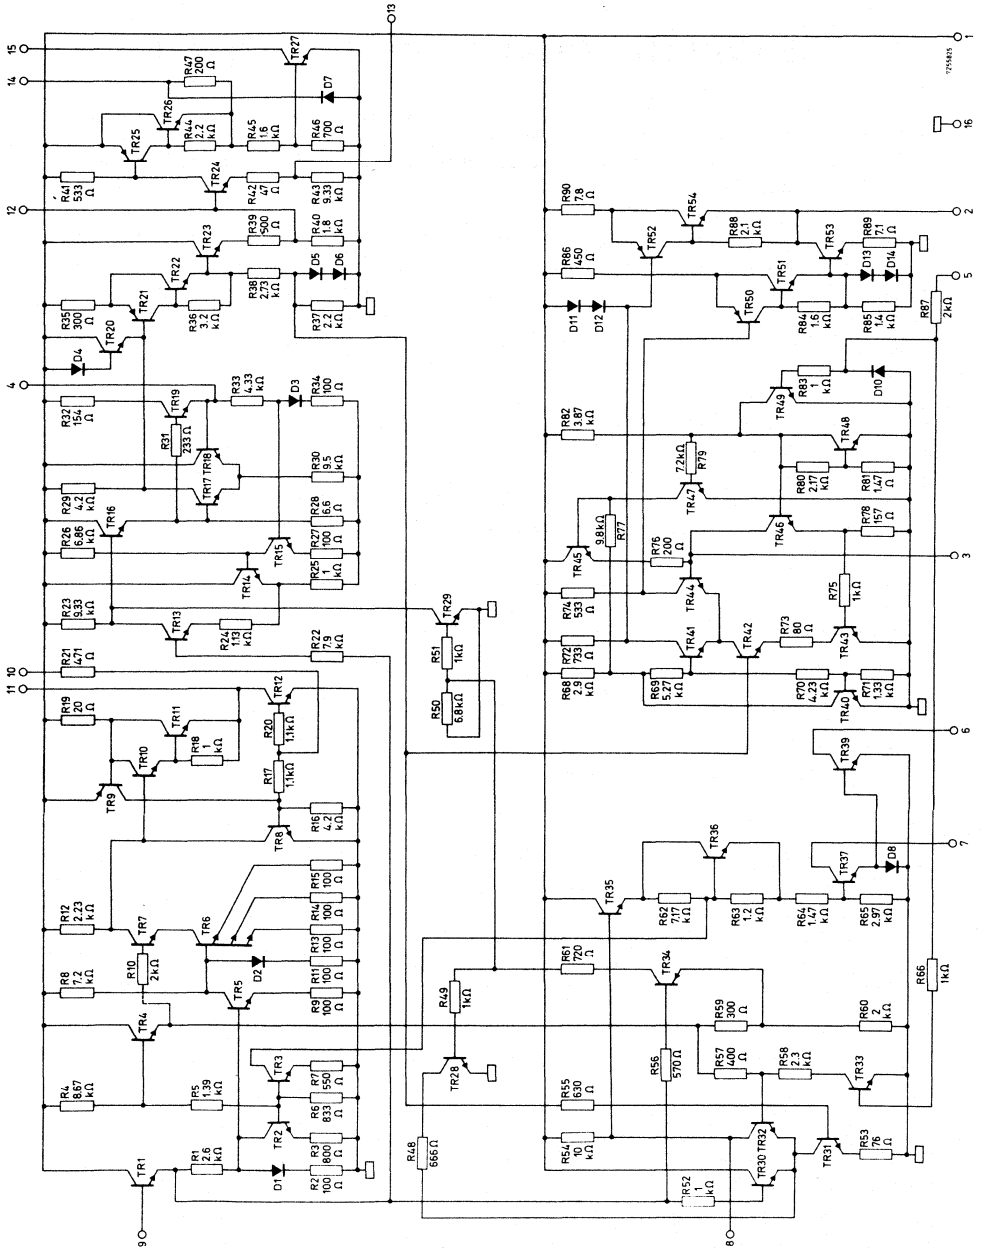 13
15
14
12
4
10
11
9
TR27
R47
200
Ω
D7
TR26
R44
2.2
kΩ
R45
1.6
kΩ
R46
700
Ω
TR25
R41
533
Ω
TR24
R42
47
Ω
R43
9.33
kΩ
R39
500
Ω
R40
1.8
kΩ
TR23
D5
D6
TR22
R38
2.73
kΩ
R35
300
Ω
TR21
R36
3.2
kΩ
R37
2.2
kΩ
TR20
D4
R33
4.33
kΩ
D3
R34
100
Ω
R32
154
Ω
TR19
R31
233 Ω
TR18
R30
9.5
kΩ
R29
4.2
kΩ
TR17
TR16
R28
6.6
Ω
R26
6.86
kΩ
TR15
R27
100
Ω
TR14
R25
1
kΩ
R23
9.33
kΩ
TR13
R24
1.13
kΩ
R22
7.9
kΩ
R21
471
Ω
TR29
R51
1kΩ
R50
6.8kΩ
R19
20
Ω
TR12
R20
1.1kΩ
TR11
R18
1
kΩ
TR10
R17
1.1kΩ
TR9
R16
4.2
kΩ
TR8
R15
100
Ω
R14
100
Ω
R12
2.23
kΩ
TR7
TR6
R13
100
Ω
R10
2kΩ
D2
R11
100
Ω
R8
7.2
kΩ
TR5
R9
100
Ω
TR4
R49
1kΩ
TR28
R4
8.67
kΩ
R5
1.39
kΩ
TR3
R7
550
Ω
R6
833
Ω
TR2
R3
800
Ω
R48
666Ω
TR1
R1
2.6
kΩ
D1
R2
100
Ω
1
7255825
16
2
5
3
6
7
8
R90
7.8
Ω
TR54
R88
2.1
kΩ
TR52
TR53
R89
7.1
Ω
R86
450
Ω
D13
D14
D11
D12
TR51
TR50
R84
1.6
kΩ
R85
1.4
kΩ
R87
2kΩ
R83
1
kΩ
D10
TR49
R82
3.87
kΩ
TR48
7.2kΩ
R79
R80
2.17
kΩ
R81
1.47
Ω
TR47
TR46
R78
157
Ω
9.8kΩ
R77
TR45
R76
200
Ω
R74
533
Ω
TR44
R75
1kΩ
R72
733
Ω
TR41
TR42
R73
80
Ω
TR43
R68
2.9
kΩ
R69
5.27
kΩ
R70
4.23
kΩ
R71
1.33
kΩ
TR40
TR39
TR36
TR37
D8
TR35
R62
7.17
kΩ
R63
1.2
kΩ
R64
1.47
kΩ
R65
2.97
kΩ
R66
1kΩ
R61
720
Ω
TR34
R59
300
Ω
R60
2
kΩ
R56
570Ω
R57
400
Ω
R58
2.3
kΩ
TR33
R55
630
Ω
R54
10
kΩ
TR32
TR30
TR31
R53
76
Ω
R52
1
kΩ